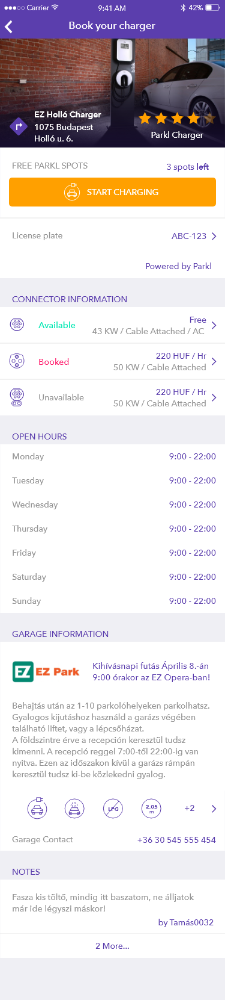 Carrier 9:41 AM 42%
Book your charger
blink
EZ Holló Charger
1075 Budapest
Holló u. 6.
Parkl Charger
FREE PARKL SPOTS 3 spots left
START CHARGING
License plate ABC-123
Powered by Parkl
CONNECTOR INFORMATION
Free
Available 43 KW / Cable Attached / AC
220 HUF / Hr
Booked 50 KW / Cable Attached
220 HUF / Hr
Unavailable 50 KW / Cable Attached
OPEN HOURS
Monday 9:00 - 22:00
Tuesday 9:00 - 22:00
Wednesday 9:00 - 22:00
Thursday 9:00 - 22:00
Friday 9:00 - 22:00
Saturday 9:00 - 22:00
Sunday 9:00 - 22:00
GARAGE INFORMATION
EZ EZ Park
Kihívásnapi futás Április 8.-án
9:00 órakor az EZ Opera-ban!
Behajtás után az 1-10 parkolóhelyeken parkolhatsz.
Gyalogos kijutáshoz használd a garázs végében
található liftet, vagy a lépcsőházat.
A földszintre érve a recepción keresztül tudsz
kimenni. A recepció reggel 7:00-től 22:00-ig van
nyitva. Ezen az időszakon kívül a garázs rámpán
keresztül tudsz ki-be közlekedni gyalog.
LPG 2.05 m +2
Garage Contact +36 30 545 555 454
NOTES
Fasza kis töltő, mindig itt baszatom, ne álljatok
már ide légyszi máskor!
by Tamás0032
2 More...